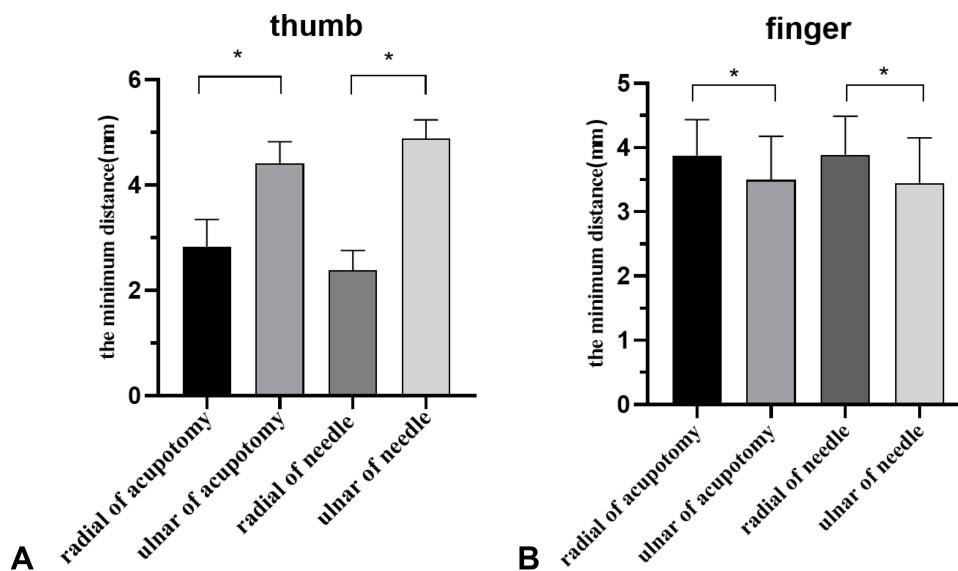 thumb
*
*
the minimum distance(mm)
6
4
2
0
radial of acupotomy
ulnar of acupotomy
radial of needle
ulnar of needle
A
finger
*
*
the minimum distance(mm)
5
4
3
2
1
0
radial of acupotomy
ulnar of acupotomy
radial of needle
ulnar of needle
B